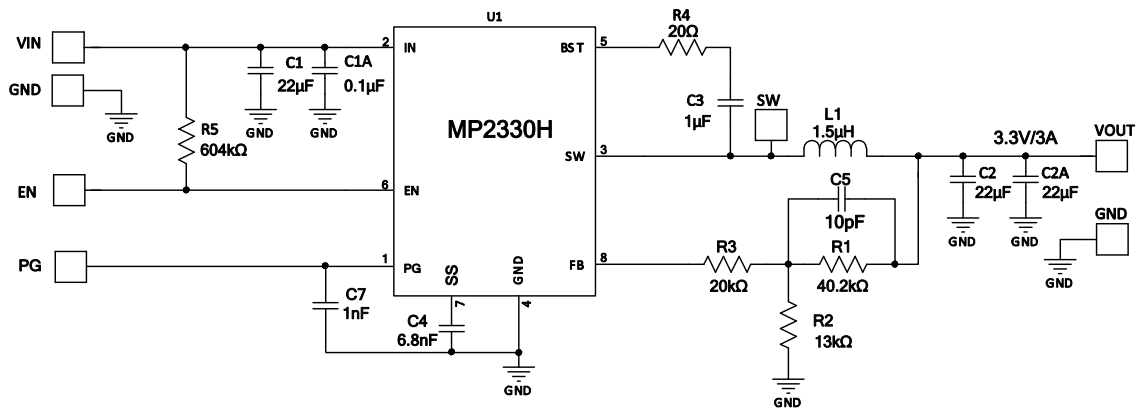 U1
R4
20Ω
VIN
2
IN
BST
5
C1
22µF
C1A
0.1µF
GND
GND
GND
GND
C3
1µF
SW
L1
1.5µH
R5
604kΩ
MP2330H
3.3V/3A
VOUT
SW
3
C2
22µF
C2A
22µF
EN
6
EN
C5
10pF
GND
GND
GND
PG
1
PG
SS
GND
FB
8
R3
20kΩ
R1
40.2kΩ
GND
C7
1nF
7
4
C4
6.8nF
R2
13kΩ
GND
GND